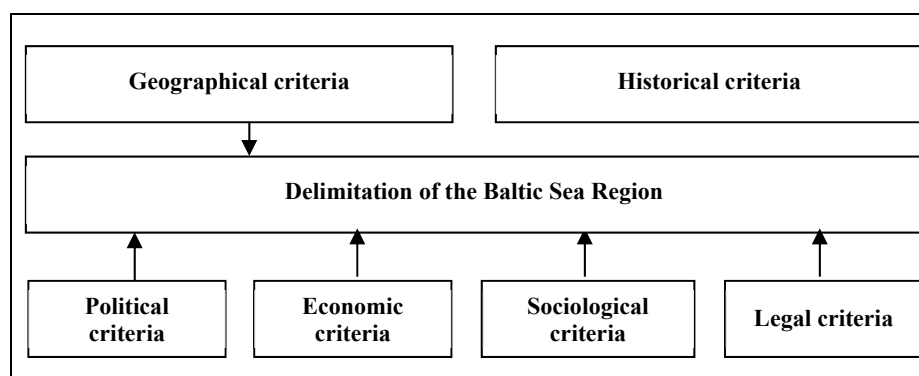 Geographical criteria
Historical criteria
Delimitation of the Baltic Sea Region
Political
criteria
Economic
criteria
Sociological
criteria
Legal criteria